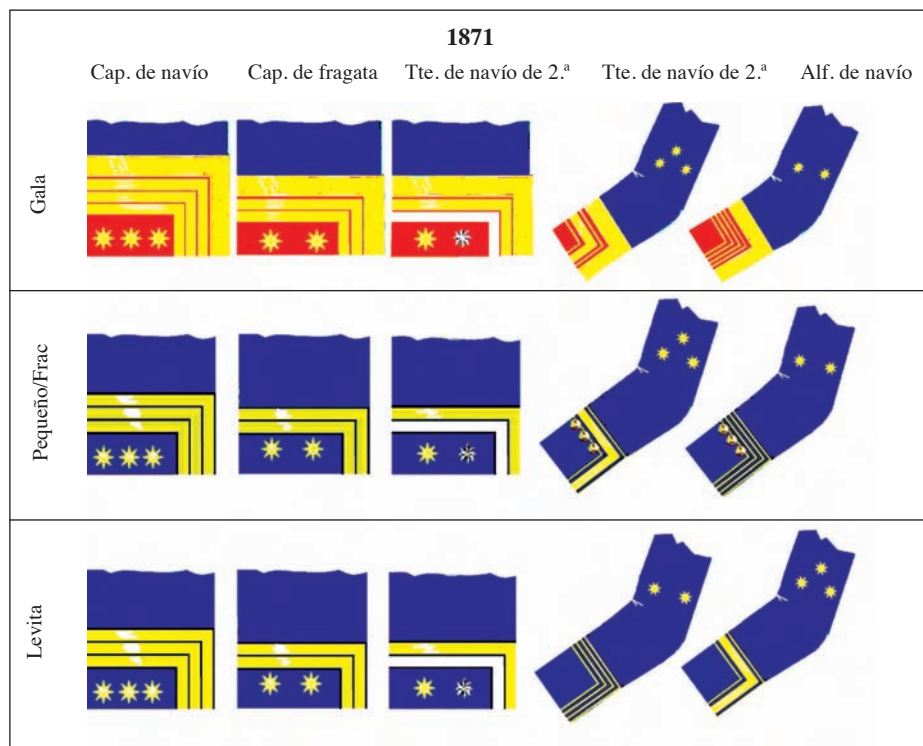 1871
Cap. de navío Cap. de fragata Tte. de navío de 2.ª Tte. de navío de 2.ª Alf. de navío
Gala
Pequeño/Frac
Levita